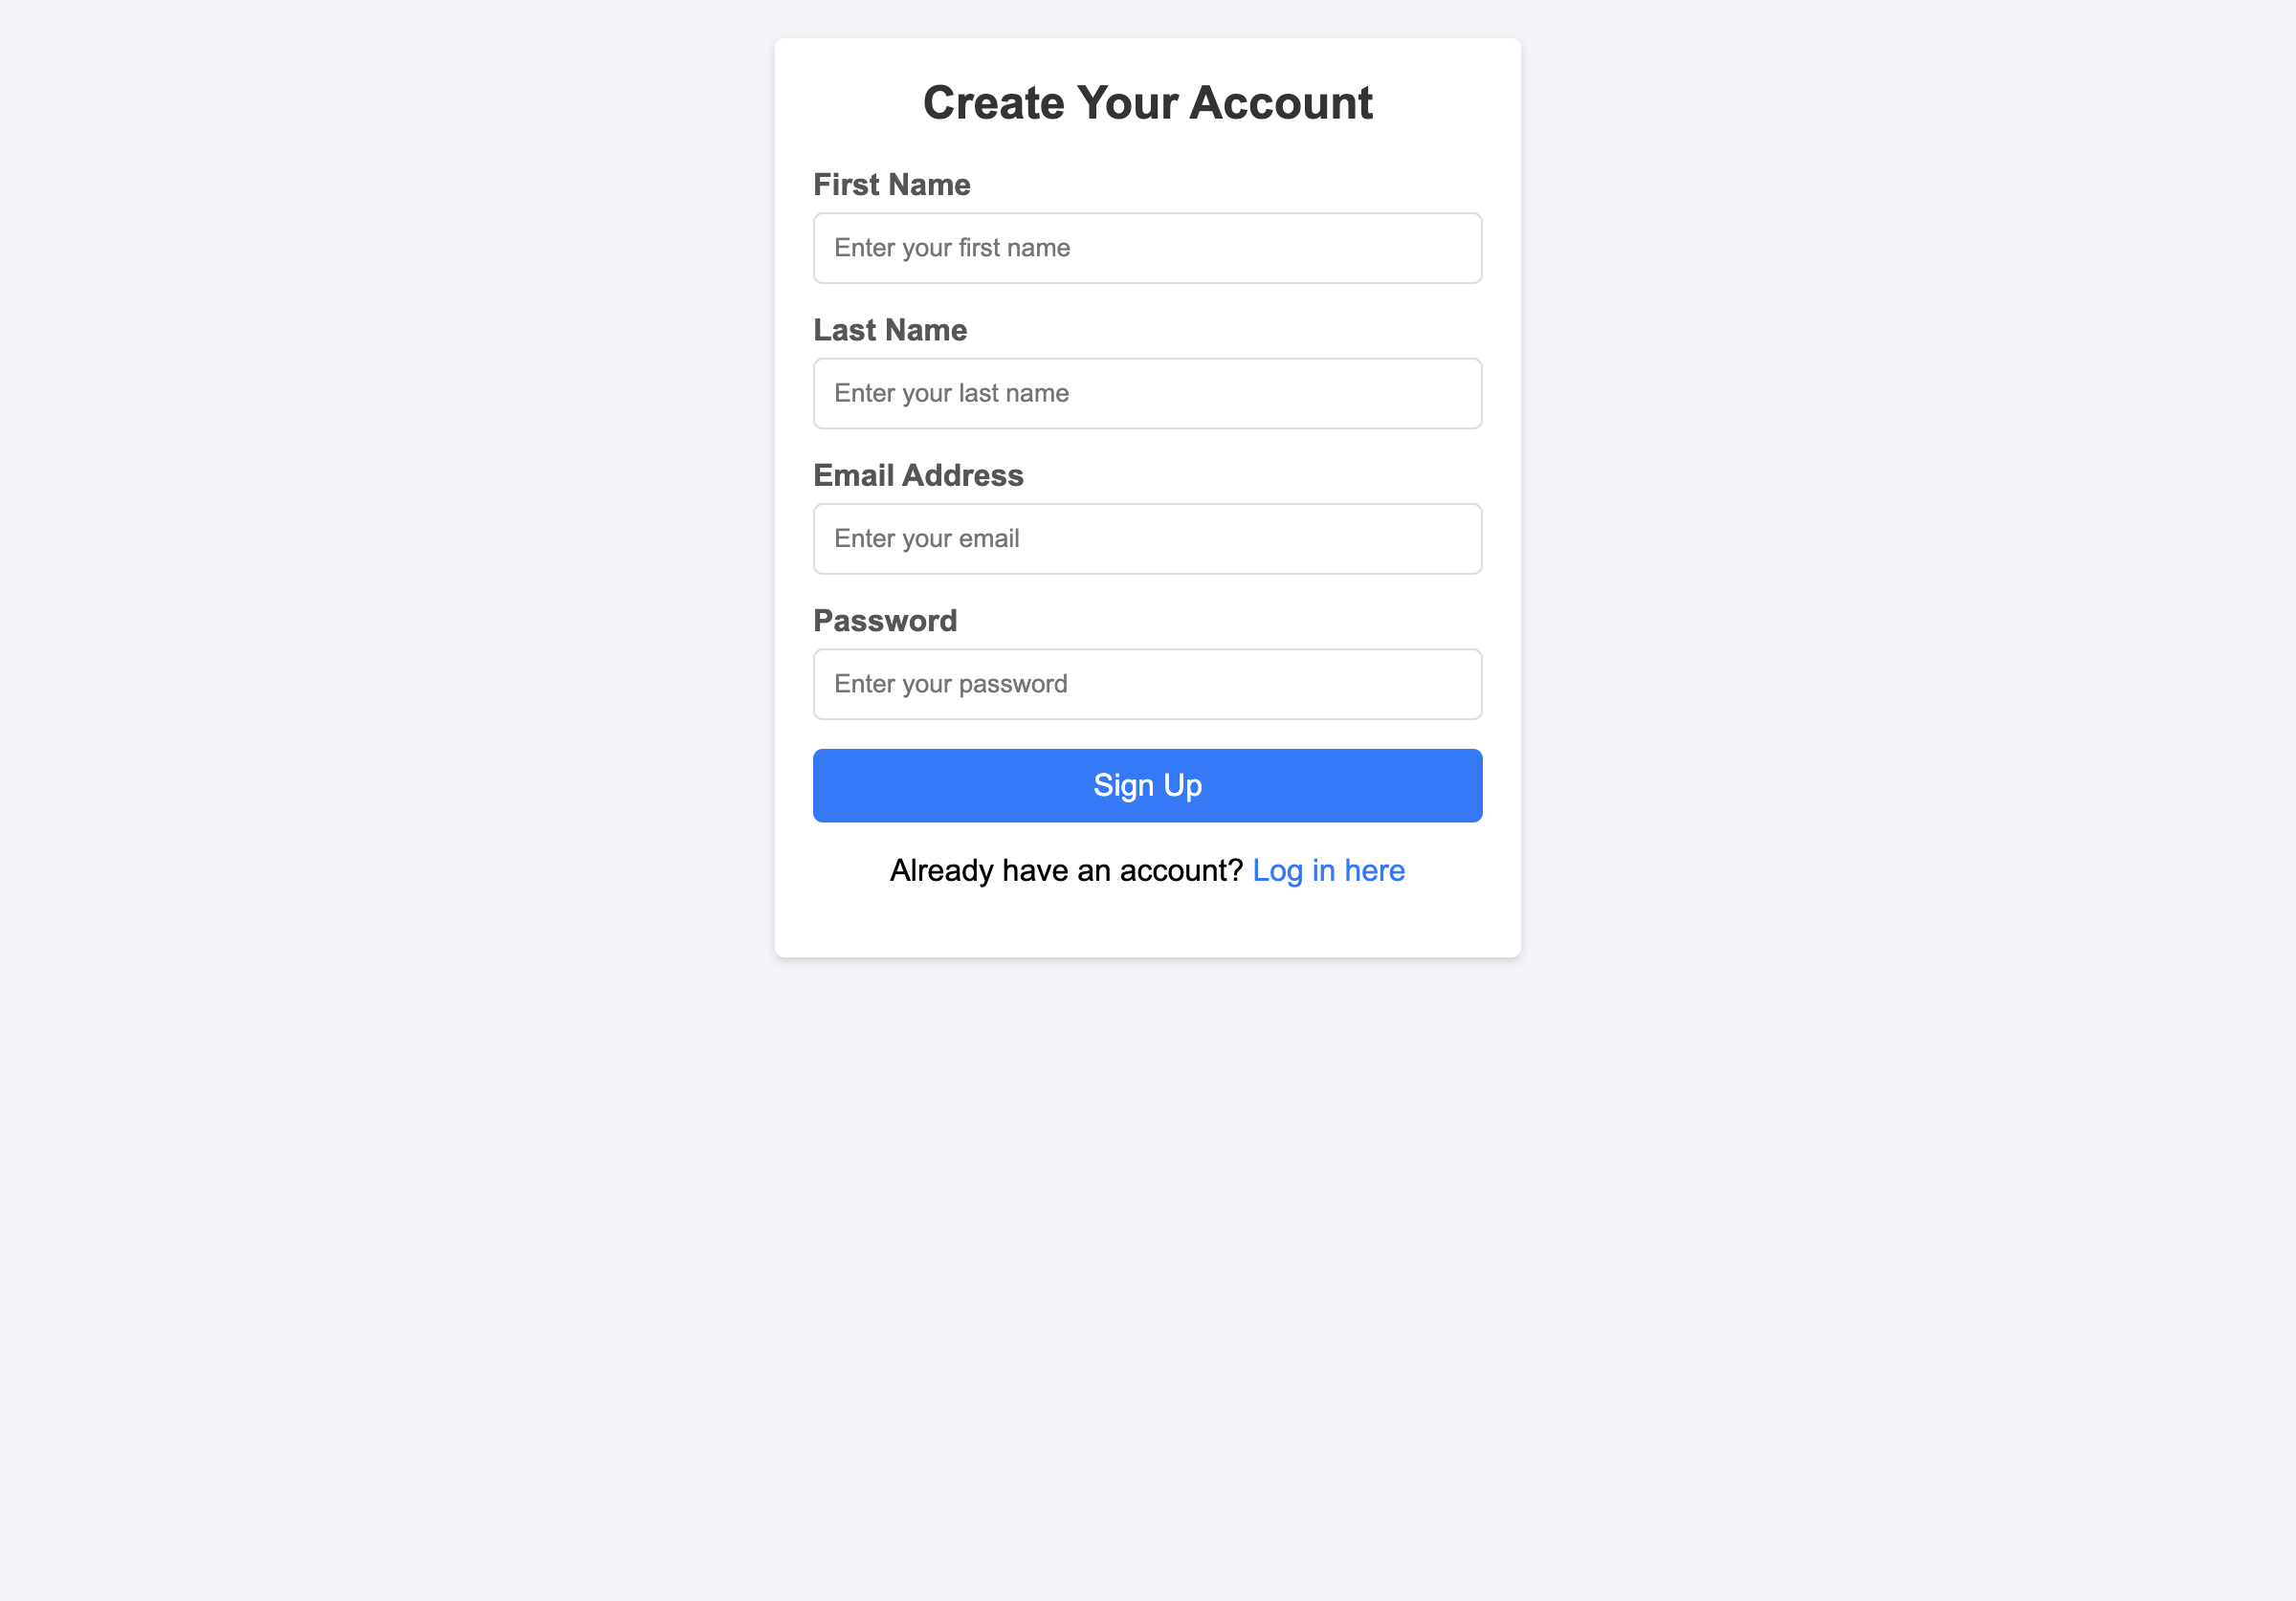 Create Your Account
First Name
Enter your first name
Last Name
Enter your last name
Email Address
Enter your email
Password
Enter your password
Sign Up
Already have an account? Log in here